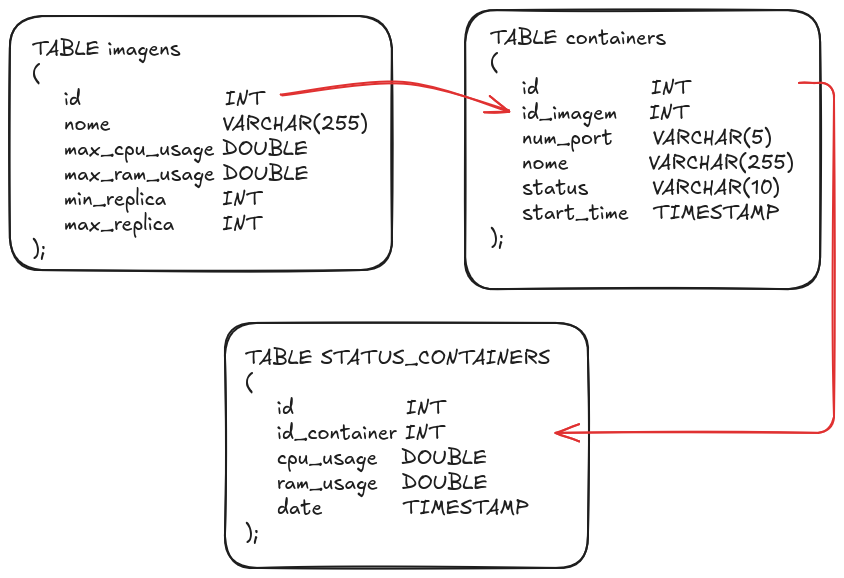 TABLE imagens
(
id INT
nome VARCHAR(255)
max_cpu_usage DOUBLE
max_ram_usage DOUBLE
min_replica INT
max_replica INT
);
TABLE containers
(
id INT
id_imagem INT
num_port VARCHAR(5)
nome VARCHAR(255)
status VARCHAR(10)
start_time TIMESTAMP
);
TABLE STATUS_CONTAINERS
(
id INT
id_container INT
cpu_usage DOUBLE
ram_usage DOUBLE
date TIMESTAMP
);